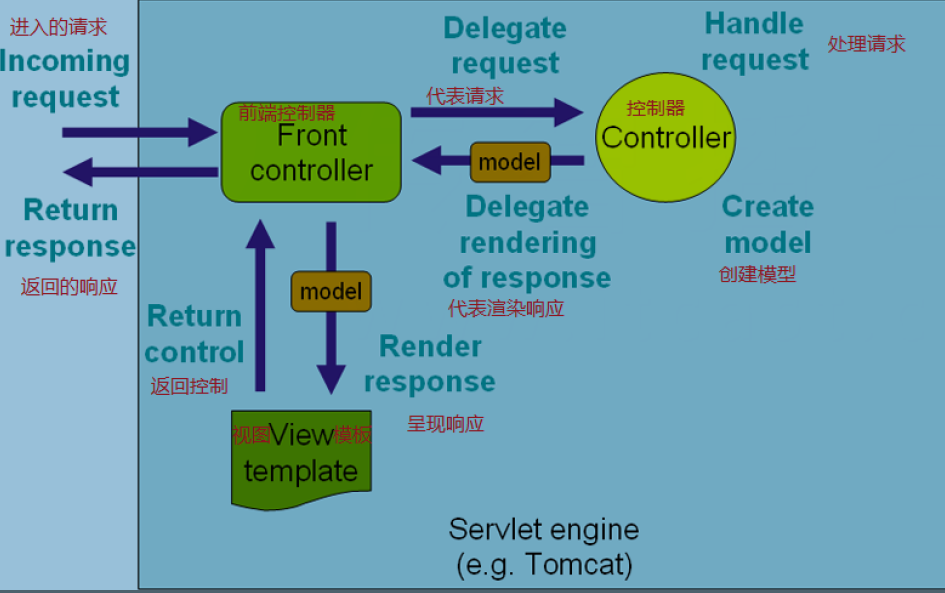 进入的请求
Incoming
request
Delegate
request
代表请求
Handle
request
处理请求
前端控制器
Front
controller
控制器
Controller
model
Return
response
返回的响应
Delegate
rendering
of response
代表渲染响应
Create
model
创建模型
model
Return
control
返回控制
Render
response
呈现响应
视图View模板
template
Servlet engine
(e.g. Tomcat)